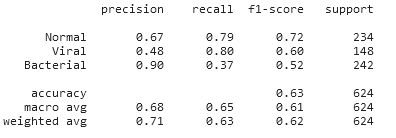 precision recall f1-score support
Normal 0.67 0.79 0.72 234
Viral 0.48 0.80 0.60 148
Bacterial 0.90 0.37 0.52 242
accuracy 0.63 624
macro avg 0.68 0.65 0.61 624
weighted avg 0.71 0.63 0.62 624